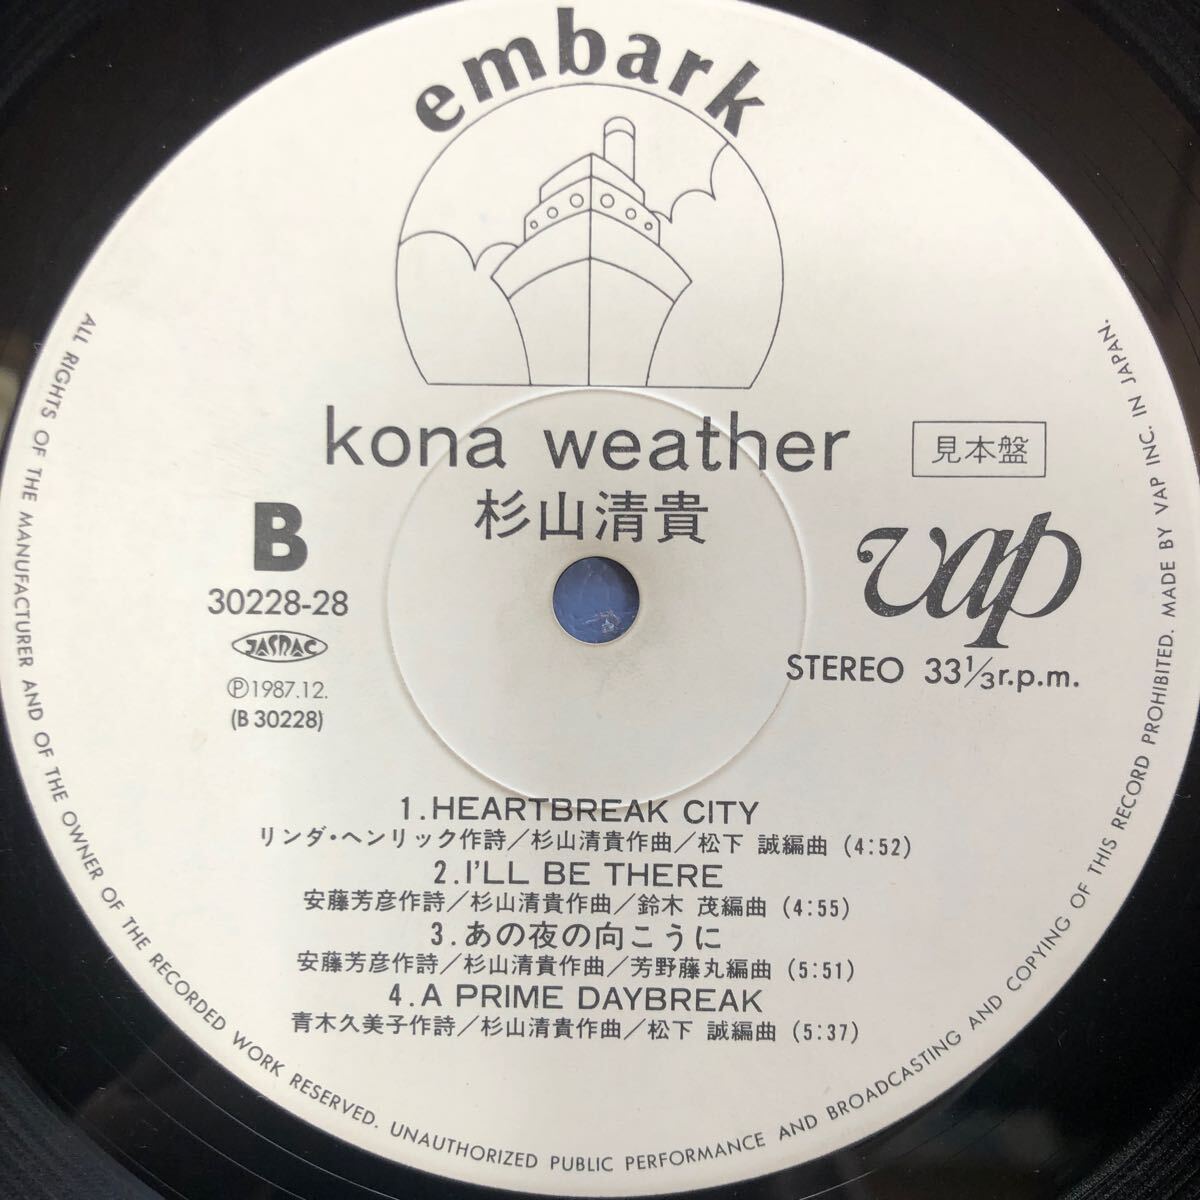 embark
kona weather
見本盤
杉山清貴
B
30228-28
JASRAC
Ⓟ1987.12.
(B 30228)
vap
STEREO 33⅓r.p.m.
1.HEARTBREAK CITY
リンダ・ヘンリック作詩／杉山清貴作曲／松下 誠編曲 (4:52)
2.I'LL BE THERE
安藤芳彦作詩／杉山清貴作曲／鈴木 茂編曲 (4:55)
3.あの夜の向こうに
安藤芳彦作詩／杉山清貴作曲／芳野藤丸編曲 (5:51)
4.A PRIME DAYBREAK
青木久美子作詩／杉山清貴作曲／松下 誠編曲 (5:37)
ALL RIGHTS OF THE MANUFACTURER AND OF THE OWNER OF THE RECORDED WORK RESERVED. UNAUTHORIZED PUBLIC PERFORMANCE AND BROADCASTING AND COPYING OF THIS RECORD PROHIBITED. MADE BY VAP INC. IN JAPAN.